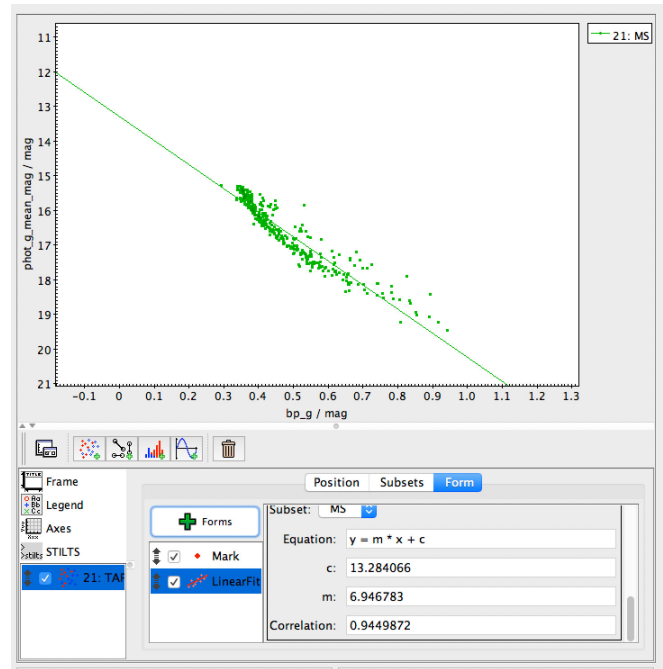 11
12
13
14
15
16
17
18
19
20
21
phot_g_mean_mag / mag
-0.1 0 0.1 0.2 0.3 0.4 0.5 0.6 0.7 0.8 0.9 1.0 1.1 1.2 1.3
bp_g / mag
21: MS
TITLE
Frame
Legend
Axes
>stilts STILTS
21: TAP
Position Subsets Form
Forms
Mark
LinearFit
Subset: MS
Equation: y = m * x + c
c: 13.284066
m: 6.946783
Correlation: 0.9449872